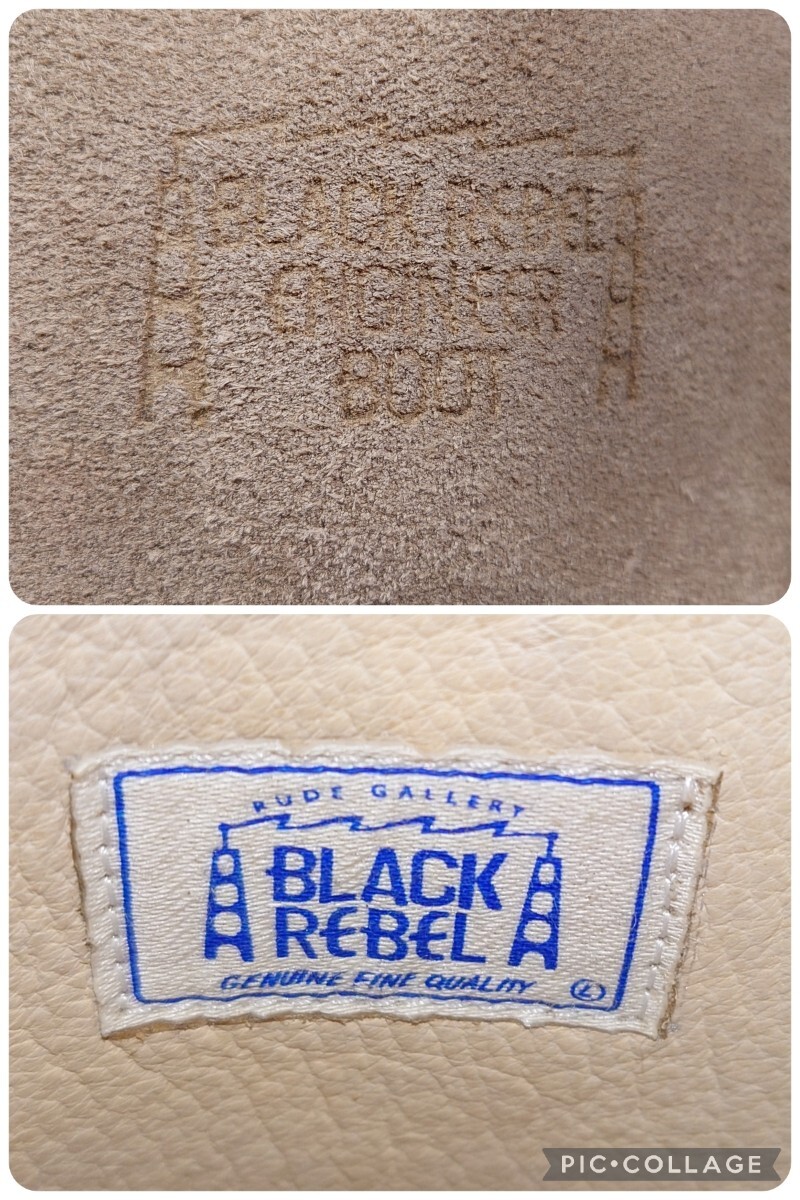 BLACK REBEL
ENGINEER
BOOT
RUDE GALLERY
BLACK
REBEL
GENUINE FINE QUALITY
L
PIC•COLLAGE